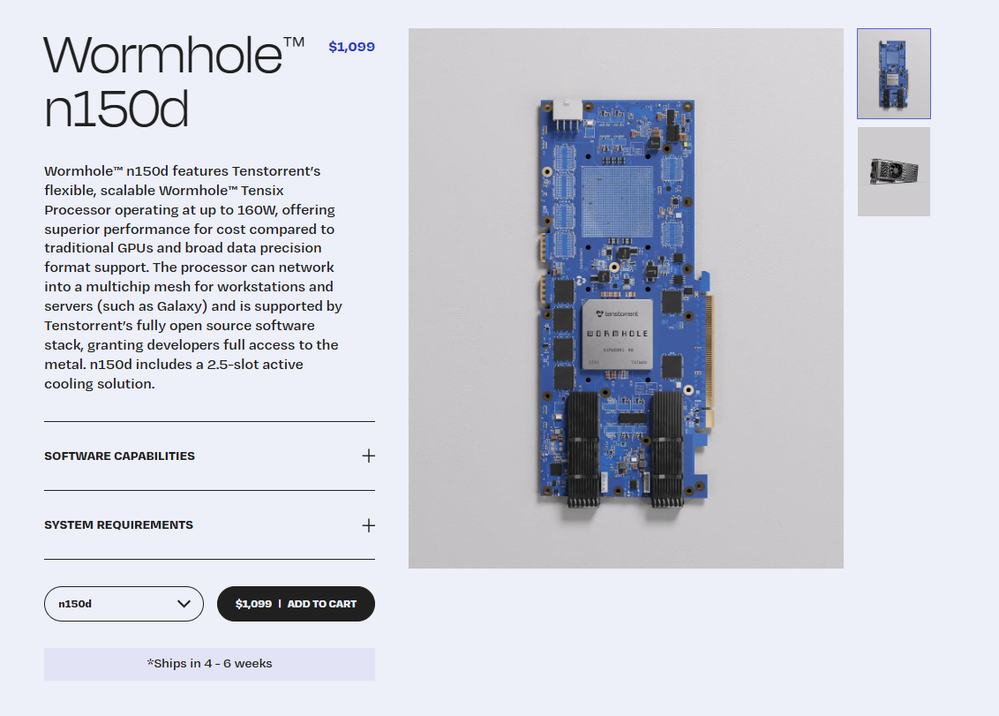 Wormhole™ $1,099
n150d
Wormhole™ n150d features Tenstorrent’s
flexible, scalable Wormhole™ Tensix
Processor operating at up to 160W, offering
superior performance for cost compared to
traditional GPUs and broad data precision
format support. The processor can network
into a multichip mesh for workstations and
servers (such as Galaxy) and is supported by
Tenstorrent’s fully open source software
stack, granting developers full access to the
metal. n150d includes a 2.5-slot active
cooling solution.
SOFTWARE CAPABILITIES
SYSTEM REQUIREMENTS
n150d
$1,099 | ADD TO CART
*Ships in 4 - 6 weeks
tenstorrent
WORMHOLE
TAIWAN